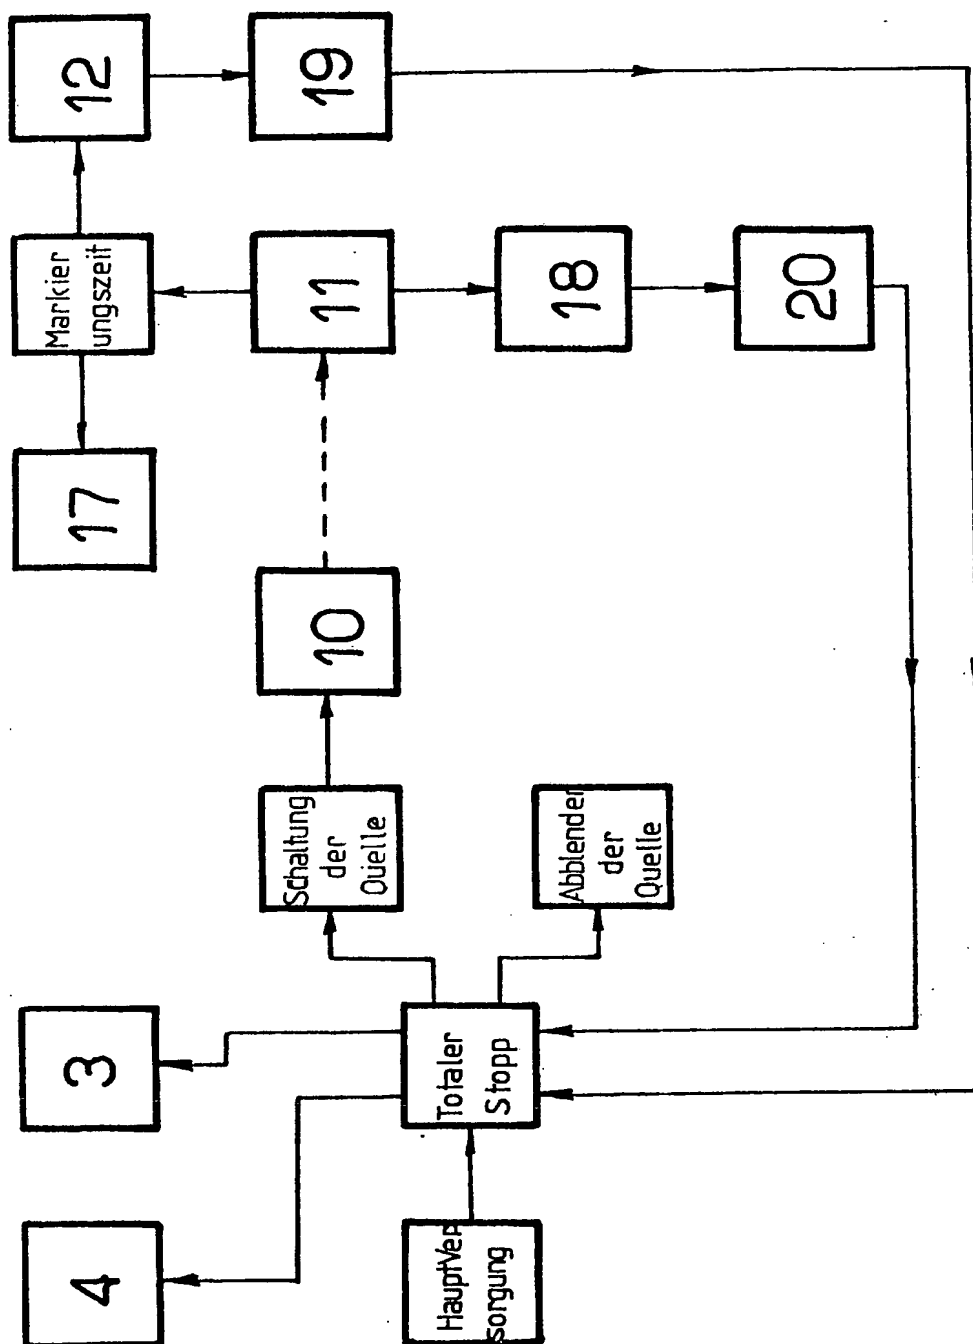 4
3
17
Markier
ungszeit
12
Schaltung
der
Quelle
10
11
19
HauptVer
sorgung
Totaler
Stopp
Abblender
der
Quelle
18
20